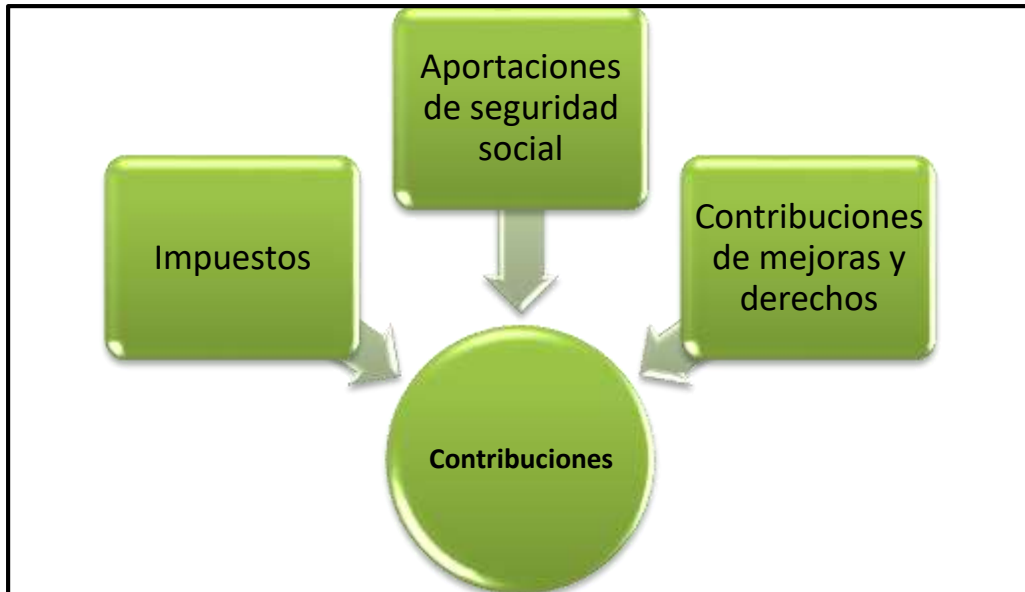 Aportaciones
de seguridad
social
Impuestos
Contribuciones
de mejoras y
derechos
Contribuciones